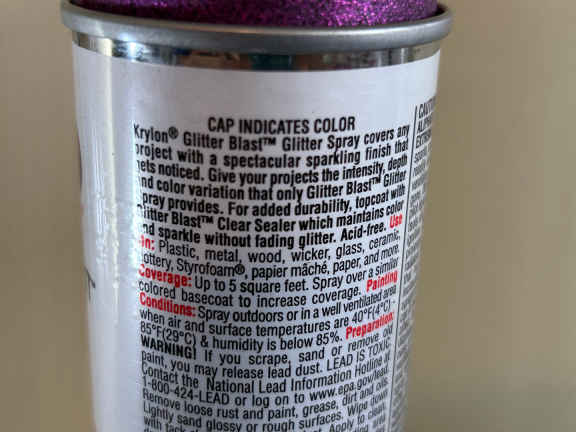 CAP INDICATES COLOR
Krylon® Glitter Blast™ Glitter Spray covers any
project with a spectacular sparkling finish that
gets noticed. Give your projects the intensity, depth
and color variation that only Glitter Blast™ Glitter
Spray provides. For added durability, topcoat with
Glitter Blast™ Clear Sealer which maintains color
and sparkle without fading glitter. Acid-free. Use
On: Plastic, metal, wood, wicker, glass, ceramic,
pottery, Styrofoam®, papier mâché, paper, and more.
Coverage: Up to 5 square feet. Spray over a similar
colored basecoat to increase coverage. Painting
Conditions: Spray outdoors or in a well ventilated area
when air and surface temperatures are 40°F(4°C) -
85°F(29°C) & humidity is below 85%. Preparation:
WARNING! If you scrape, sand or remove old
paint, you may release lead dust. LEAD IS TOXIC.
Contact the National Lead Information Hotline at
1-800-424-LEAD or log on to www.epa.gov/lead.
Remove loose rust and paint, grease, dirt and oils.
Lightly sand glossy or rough surfaces. Wipe down
with tack Apply to clean,